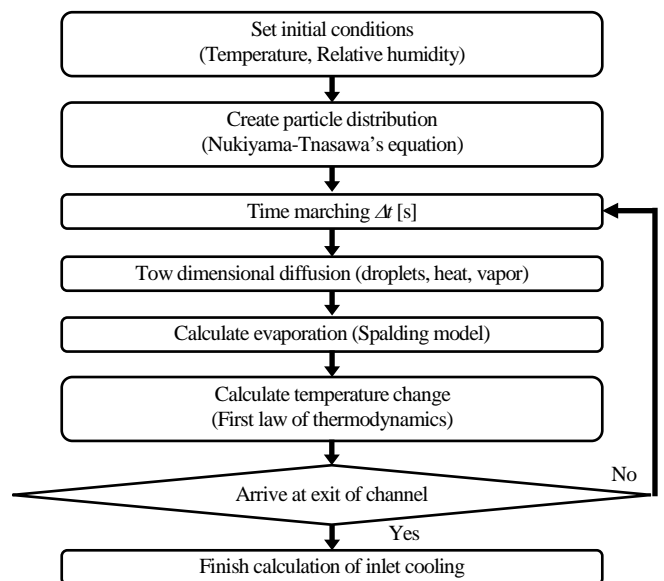 Set initial conditions
(Temperature, Relative humidity)
Create particle distribution
(Nukiyama-Tnasawa's equation)
Time marching Δt [s]
Tow dimensional diffusion (droplets, heat, vapor)
Calculate evaporation (Spalding model)
Calculate temperature change
(First law of thermodynamics)
No
Arrive at exit of channel
Yes
Finish calculation of inlet cooling